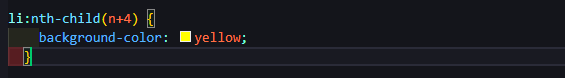 li:nth-child(n+4) {
    background-color: yellow;
  }